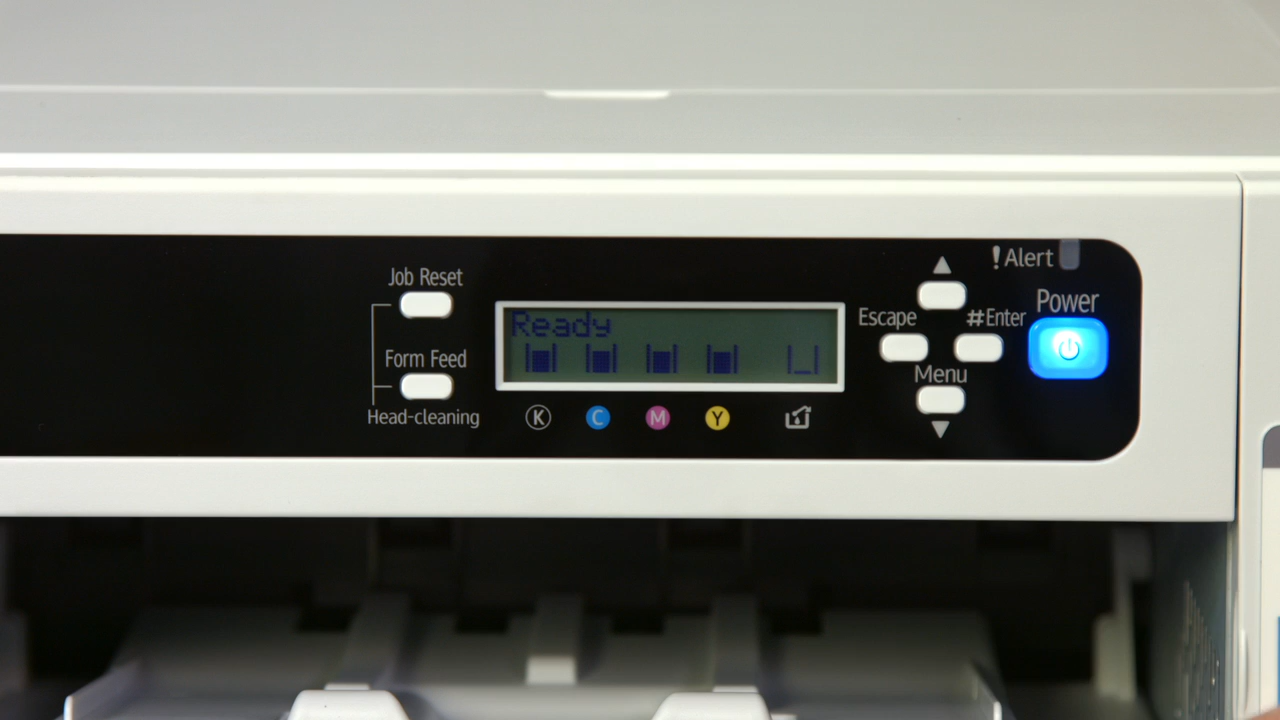 Job Reset
Form Feed
Head-cleaning
Ready
K C M Y
!Alert
Power
Escape
#Enter
Menu